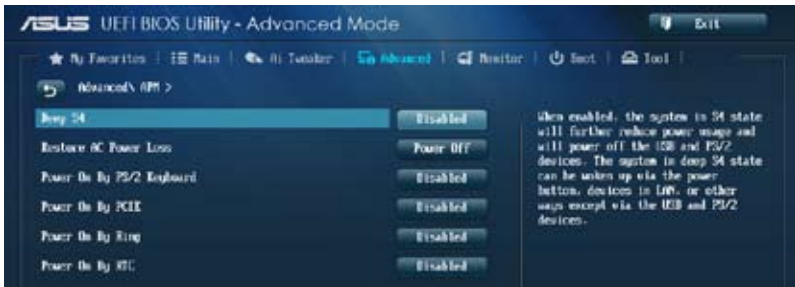 ASUS UEFI BIOS Utility - Advanced Mode
Exit
My Favorites Main Ai Tweaker Advanced Monitor Boot Tool
Advanced\ APM >
Deep S4 Disabled
Restore AC Power Loss Power Off
Power On By PS/2 Keyboard Disabled
Power On By PCIE Disabled
Power On By Ring Disabled
Power On By RTC Disabled
When enabled, the system in S4 state
will further reduce power usage and
will power off the USB and PS/2
devices. The system in deep S4 state
can be woken up via the power
button, devices in LAN, or other
ways except via the USB and PS/2
devices.